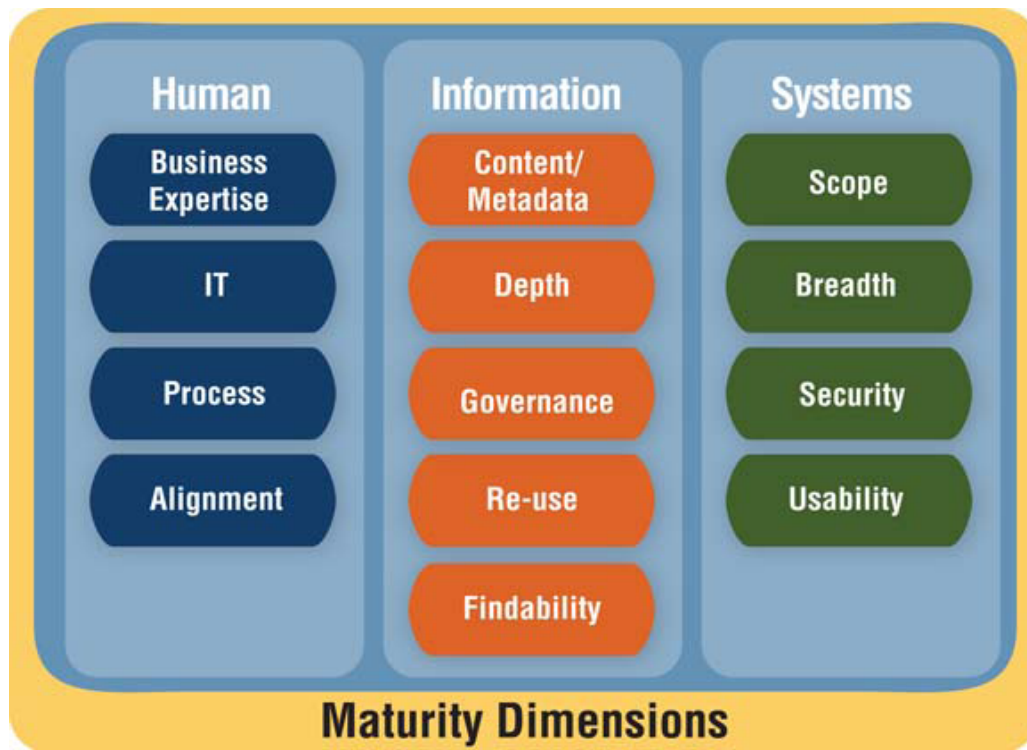 Human
Business
Expertise
IT
Process
Alignment
Information
Content/
Metadata
Depth
Governance
Re-use
Findability
Systems
Scope
Breadth
Security
Usability
Maturity Dimensions